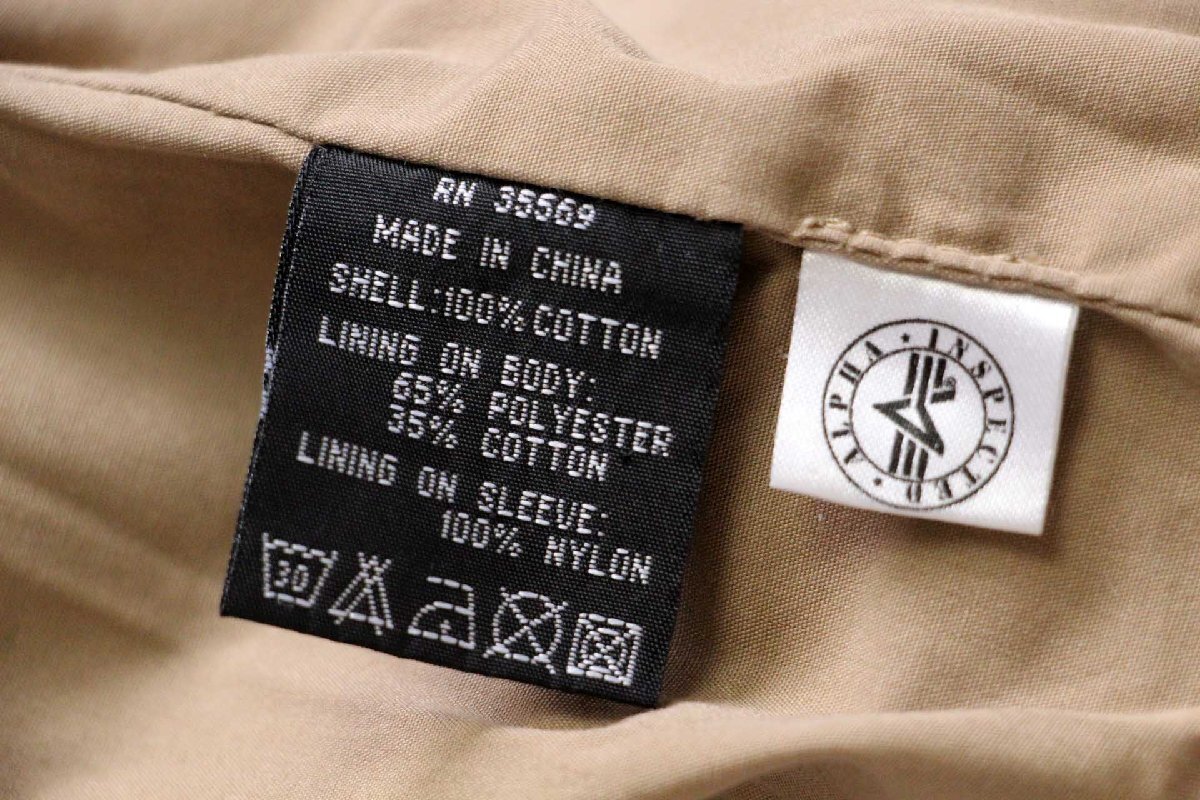 RN 35569
MADE IN CHINA
SHELL:100% COTTON
LINING ON BODY:
65% POLYESTER
35% COTTON
LINING ON SLEEVE:
100% NYLON
30
ALPHA • INSPECTED •